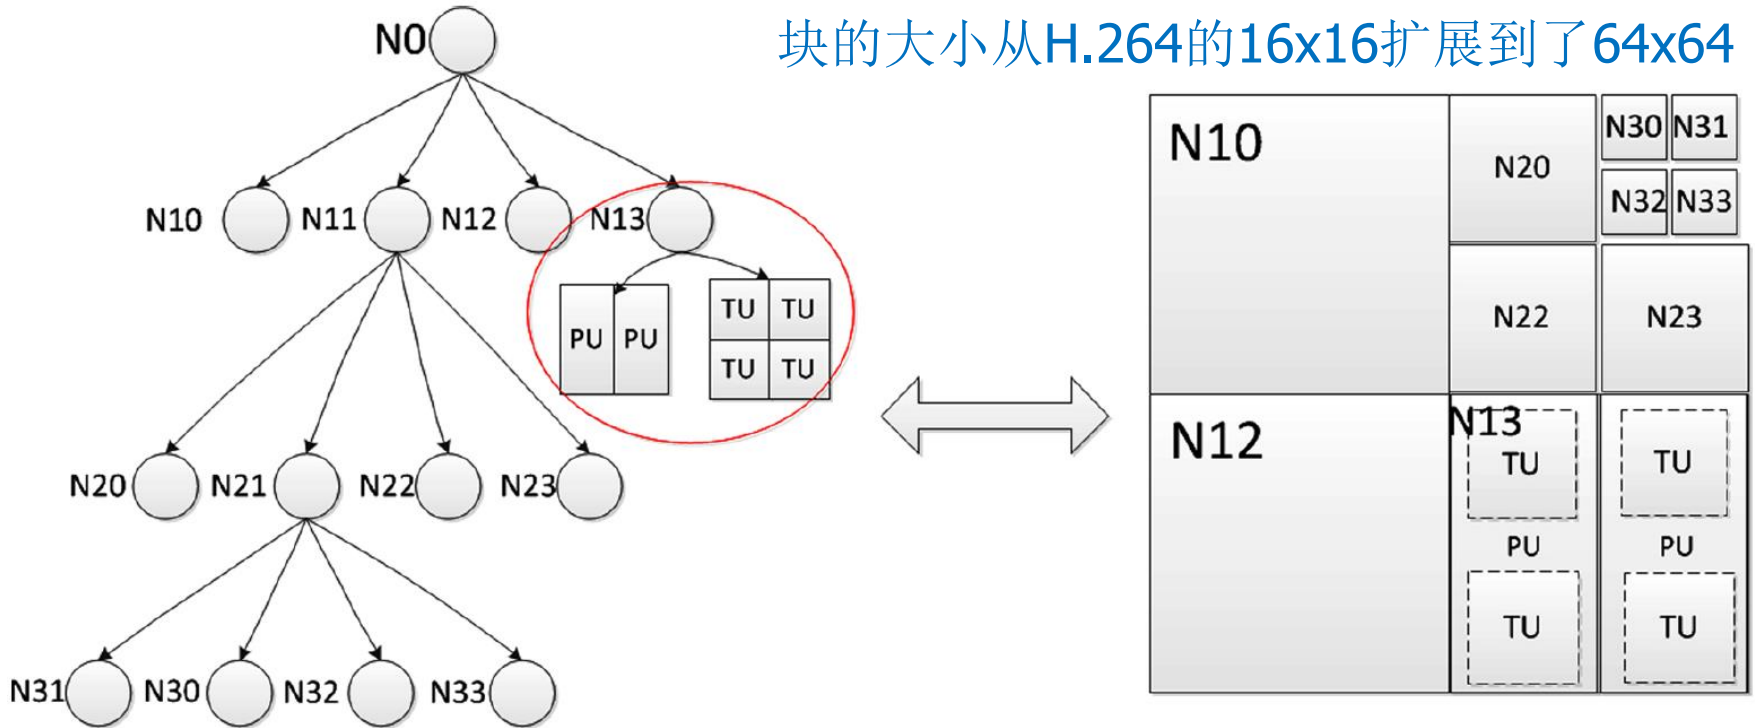 块的大小从H.264的16x16扩展到了64x64
N0
N10 N11 N12 N13
PU PU TU TU
TU TU
N20 N21 N22 N23
N31 N30 N32 N33
N10 N20 N30 N31
N32 N33
N22 N23
N12 N13
TU TU
PU PU
TU TU